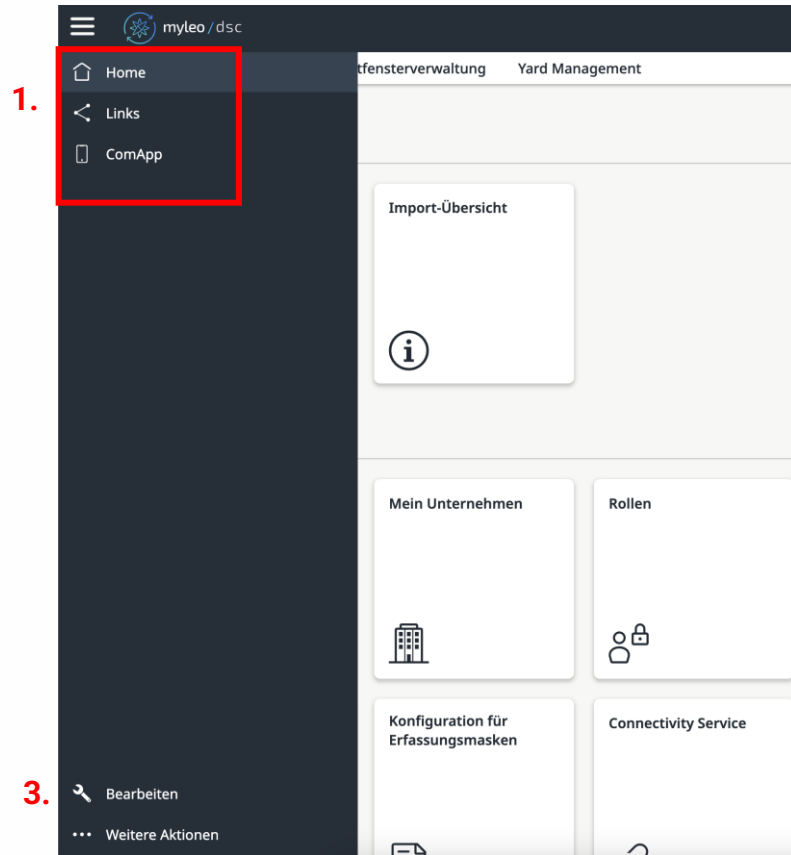 myleo / dsc
Home
tfensterverwaltung Yard Management
1.
Links
ComApp
Import-Übersicht
Mein Unternehmen
Rollen
Konfiguration für
Erfassungsmasken
Connectivity Service
3.
Bearbeiten
Weitere Aktionen